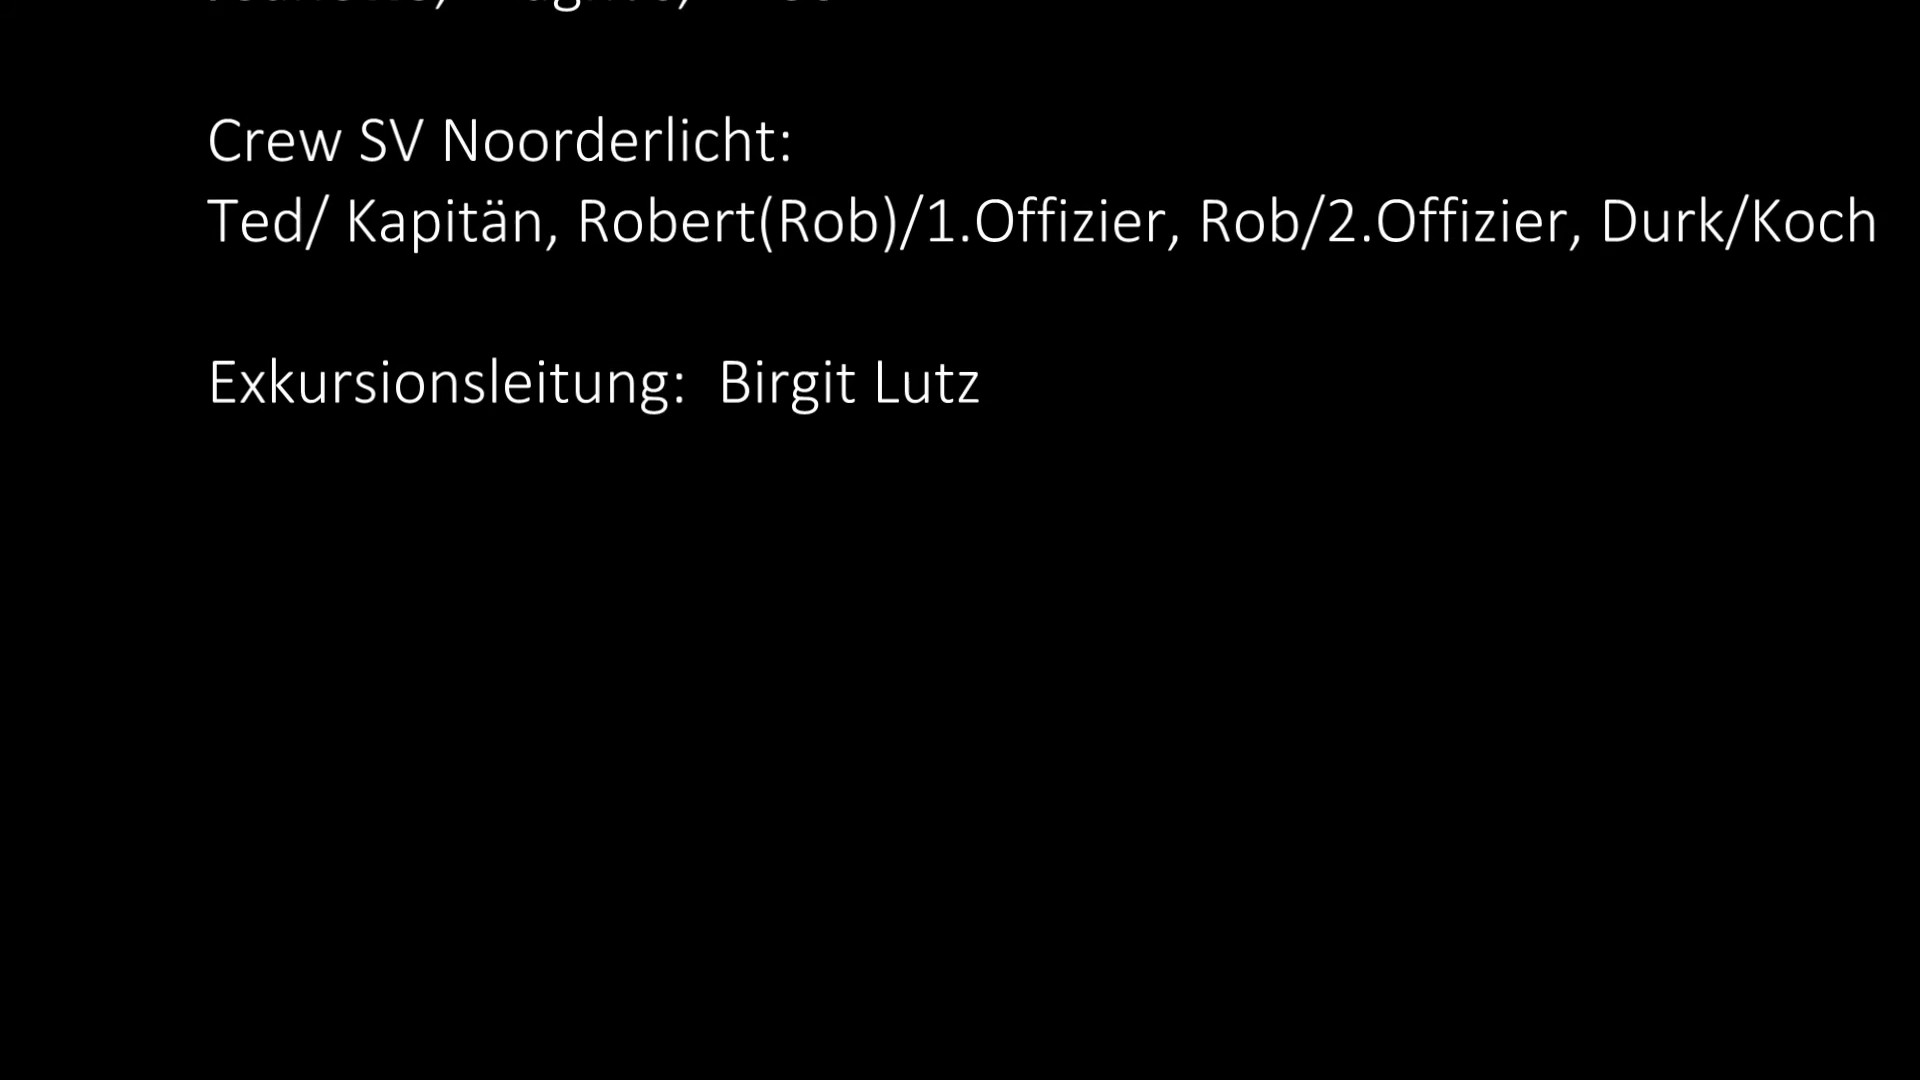 Crew SV Noorderlicht:
Ted/ Kapitän, Robert(Rob)/1.Offizier, Rob/2.Offizier, Durk/Koch
Exkursionsleitung:  Birgit Lutz